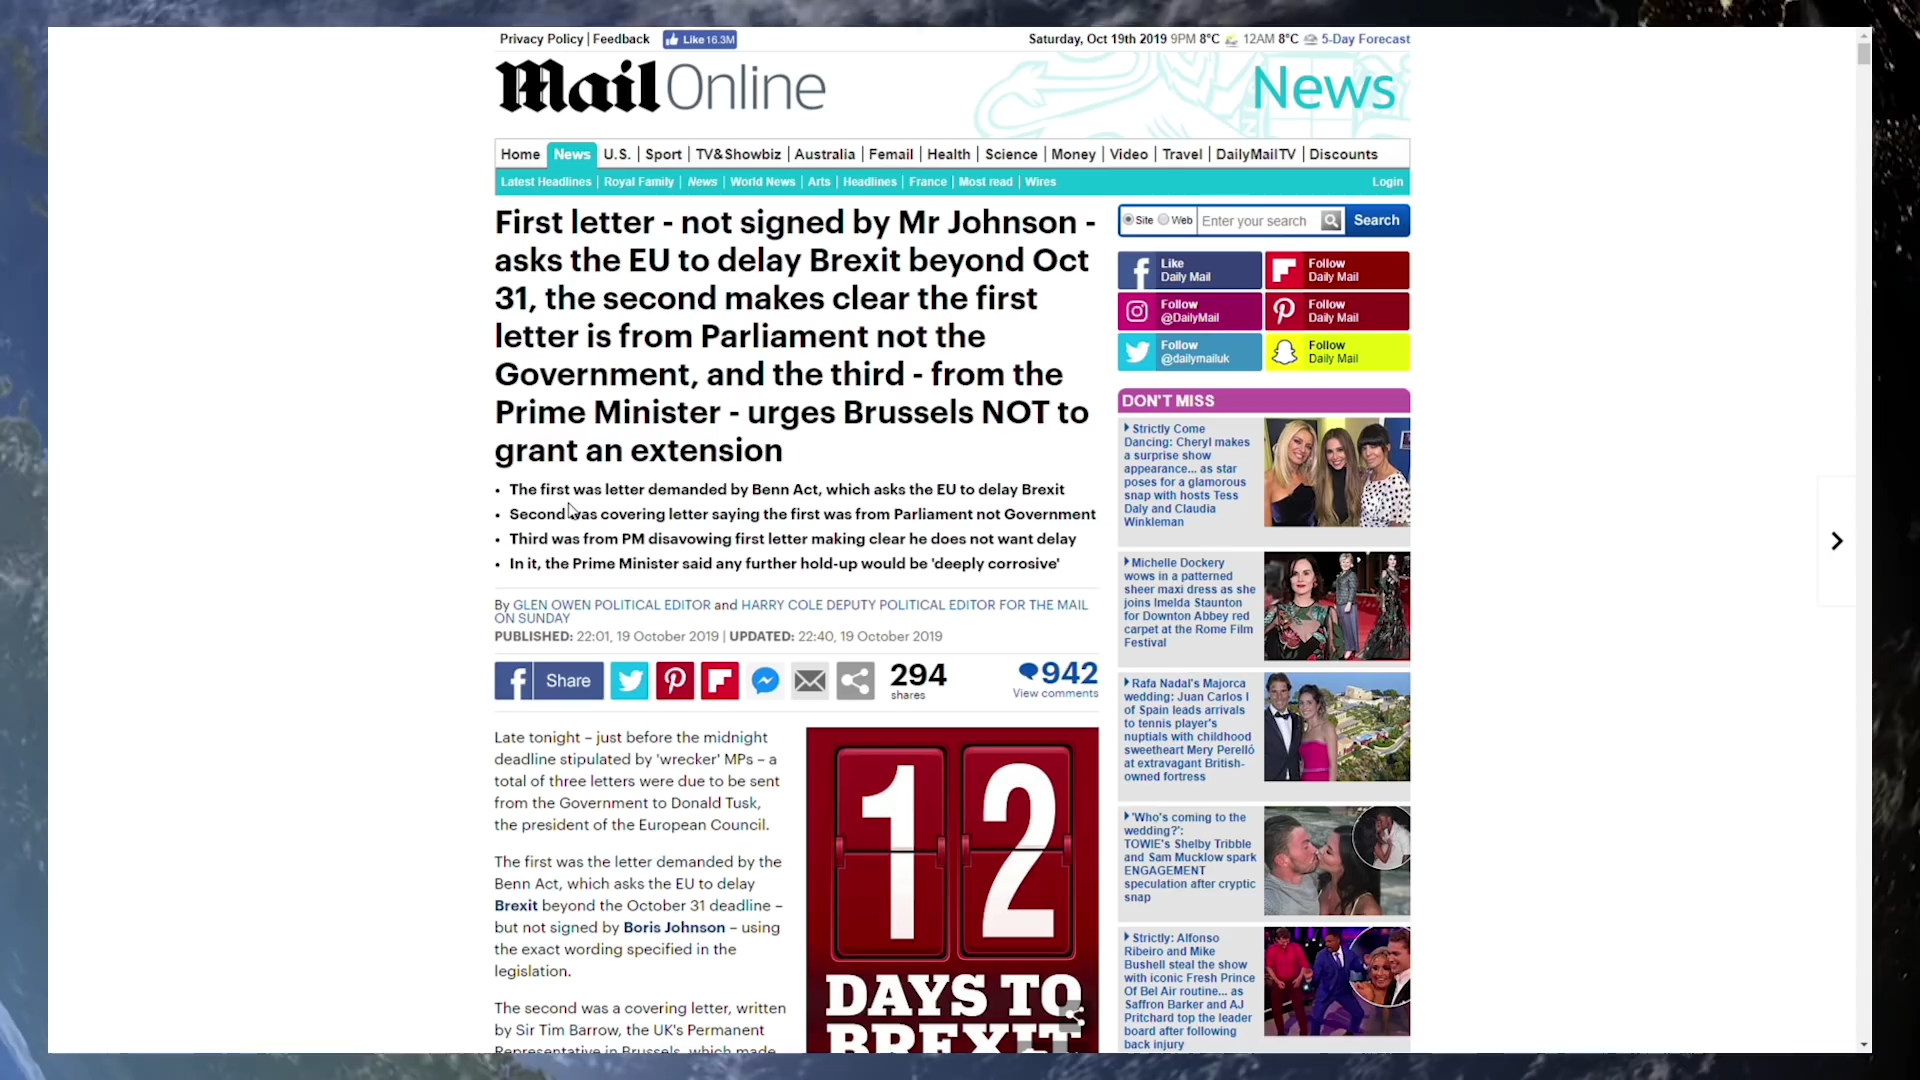 Privacy Policy | Feedback Like 16.3M
Saturday, Oct 19th 2019 9PM 8°C 12AM 8°C 5-Day Forecast
Mail Online
News
Home News U.S. | Sport | TV&Showbiz | Australia | Femail | Health | Science | Money | Video | Travel | DailyMailTV | Discounts
Latest Headlines | Royal Family | News | World News | Arts | Headlines | France | Most read | Wires
Login
First letter - not signed by Mr Johnson -
asks the EU to delay Brexit beyond Oct
31, the second makes clear the first
letter is from Parliament not the
Government, and the third - from the
Prime Minister - urges Brussels NOT to
grant an extension
• The first was letter demanded by Benn Act, which asks the EU to delay Brexit
• Second was covering letter saying the first was from Parliament not Government
• Third was from PM disavowing first letter making clear he does not want delay
• In it, the Prime Minister said any further hold-up would be 'deeply corrosive'
By GLEN OWEN POLITICAL EDITOR and HARRY COLE DEPUTY POLITICAL EDITOR FOR THE MAIL
ON SUNDAY
PUBLISHED: 22:01, 19 October 2019 | UPDATED: 22:40, 19 October 2019
Share
294
shares
942
View comments
Late tonight – just before the midnight
deadline stipulated by 'wrecker' MPs – a
total of three letters were due to be sent
from the Government to Donald Tusk,
the president of the European Council.
The first was the letter demanded by the
Benn Act, which asks the EU to delay
Brexit beyond the October 31 deadline –
but not signed by Boris Johnson – using
the exact wording specified in the
legislation.
The second was a covering letter, written
by Sir Tim Barrow, the UK's Permanent
Representative in Brussels, which made
12
DAYS TO
BREXIT
Site Web Enter your search Search
Like
Daily Mail
Follow
Daily Mail
Follow
@DailyMail
Follow
Daily Mail
Follow
@dailymailuk
Follow
Daily Mail
DON'T MISS
Strictly Come
Dancing: Cheryl makes
a surprise show
appearance... as star
poses for a glamorous
snap with hosts Tess
Daly and Claudia
Winkleman
Michelle Dockery
wows in a patterned
sheer maxi dress as she
joins Imelda Staunton
for Downton Abbey red
carpet at the Rome Film
Festival
Rafa Nadal's Majorca
wedding: Juan Carlos I
of Spain leads arrivals
to tennis player's
nuptials with childhood
sweetheart Mery Perelló
at extravagant British-
owned fortress
'Who's coming to the
wedding?':
TOWIE's Shelby Tribble
and Sam Mucklow spark
ENGAGEMENT
speculation after cryptic
snap
Strictly: Alfonso
Ribeiro and Mike
Bushell steal the show
with iconic Fresh Prince
Of Bel Air routine... as
Saffron Barker and AJ
Pritchard top the leader
board after following
back injury